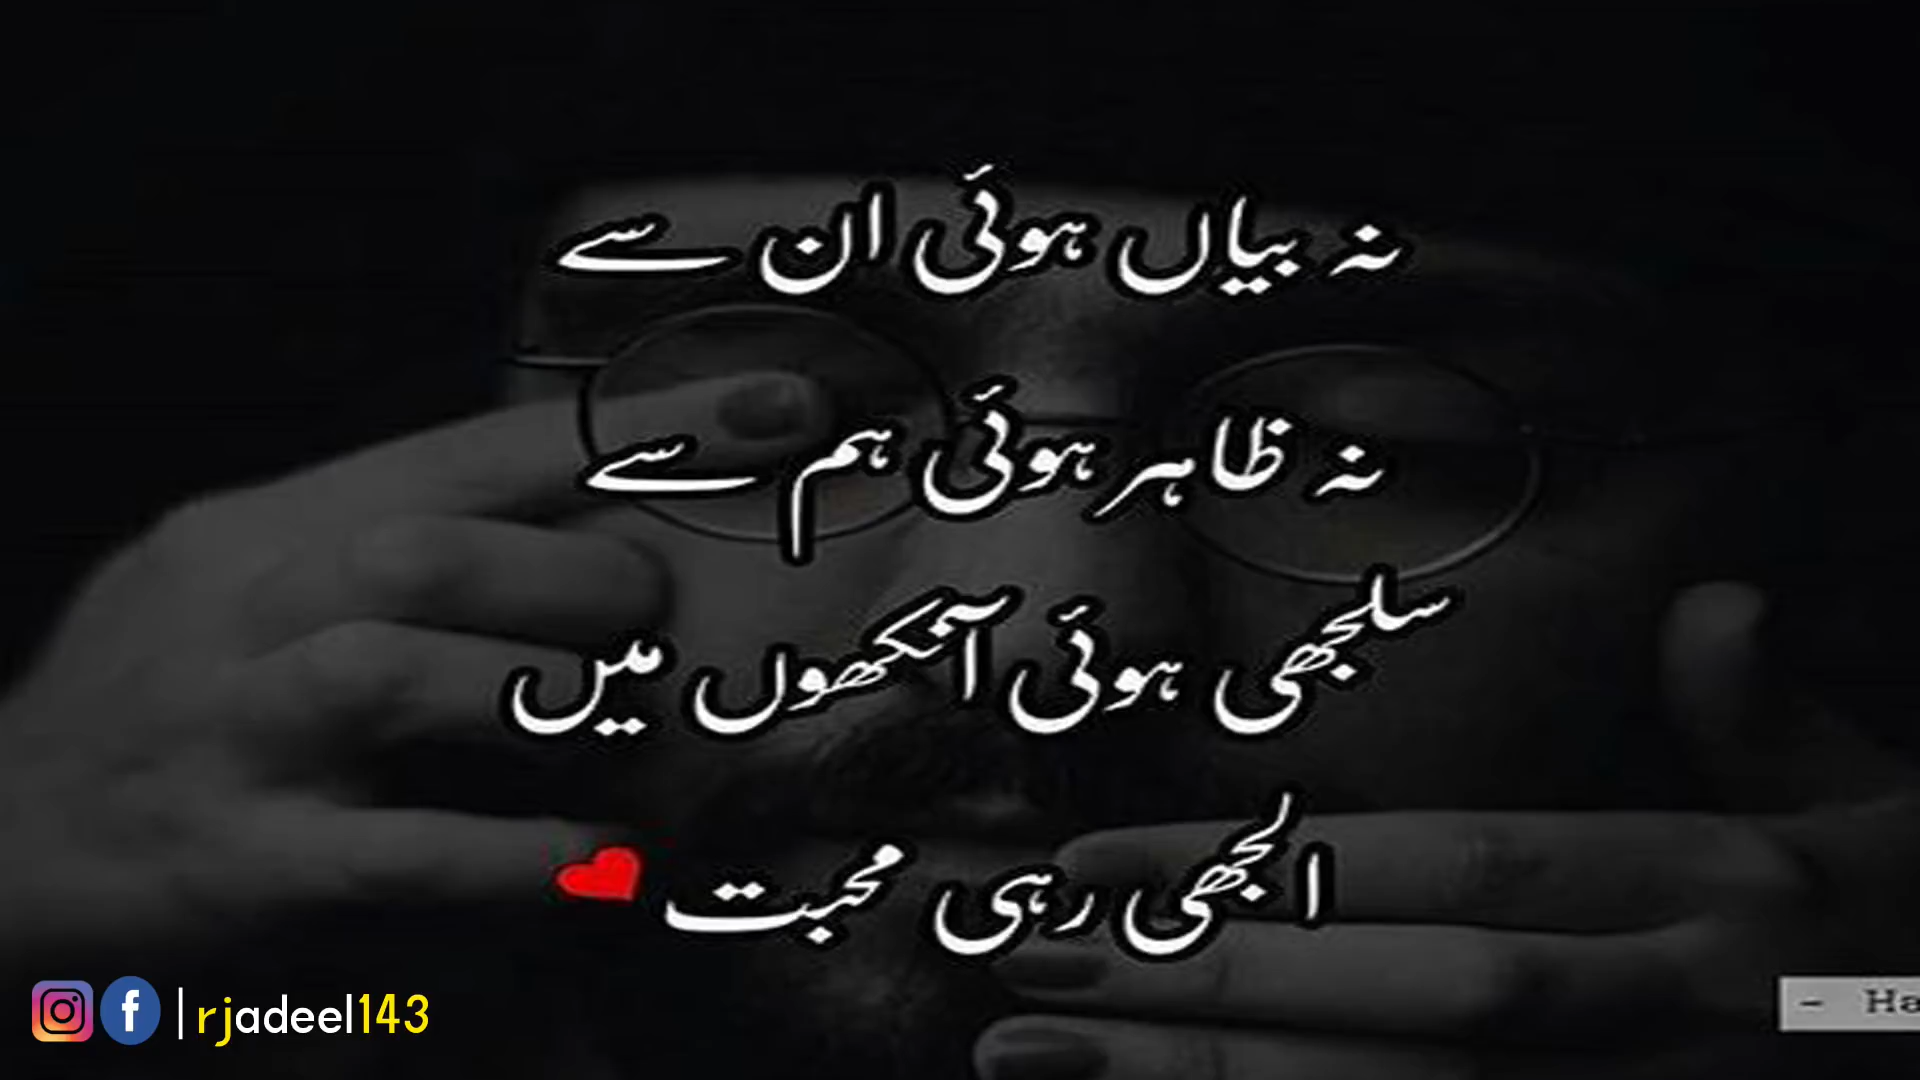 نہ بیاں ہوئی ان سے
نہ ظاہر ہوئی ہم سے
سلجھی ہوئی آنکھوں میں
الجھی رہی محبت
rjadeel143